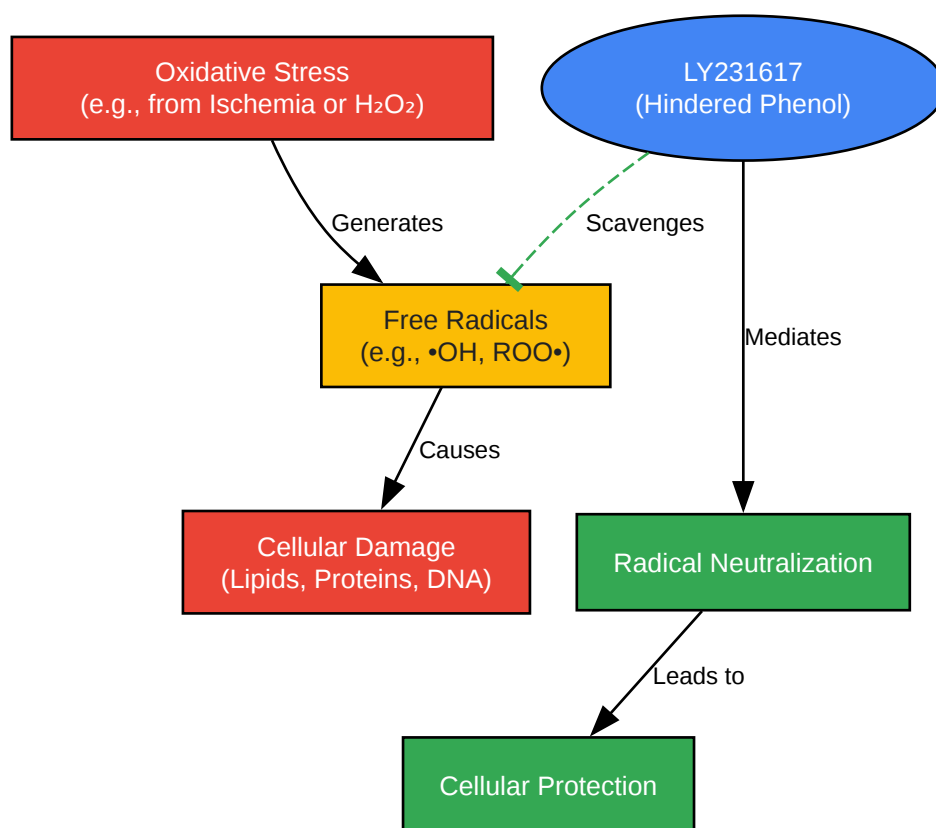 Oxidative Stress
(e.g., from Ischemia or H₂O₂)
LY231617
(Hindered Phenol)
Generates
Scavenges
Free Radicals
(e.g., •OH, ROO•)
Mediates
Causes
Cellular Damage
(Lipids, Proteins, DNA)
Radical Neutralization
Leads to
Cellular Protection